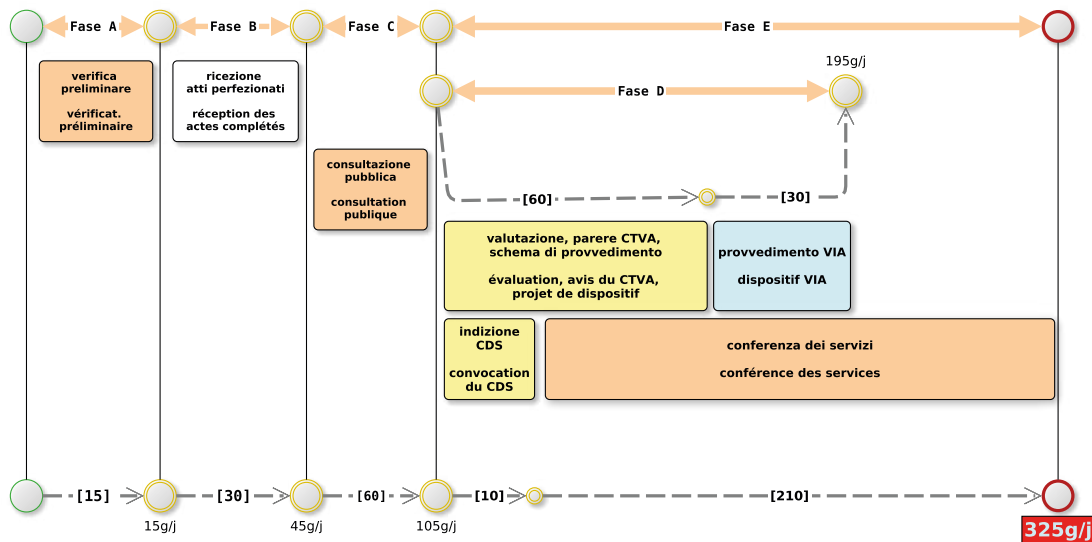 Fase A
Fase B
Fase C
Fase E
195g/j
Fase D
verifica
preliminare
vérificat.
préliminaire
ricezione
atti perfezionati
réception des
actes complétés
consultazione
pubblica
consultation
publique
[60]
[30]
valutazione, parere CTVA,
schema di provvedimento
évaluation, avis du CTVA,
projet de dispositif
provvedimento VIA
dispositif VIA
indizione
CDS
convocation
du CDS
conferenza dei servizi
conférence des services
[15]
[30]
[60]
[10]
[210]
15g/j
45g/j
105g/j
325g/j